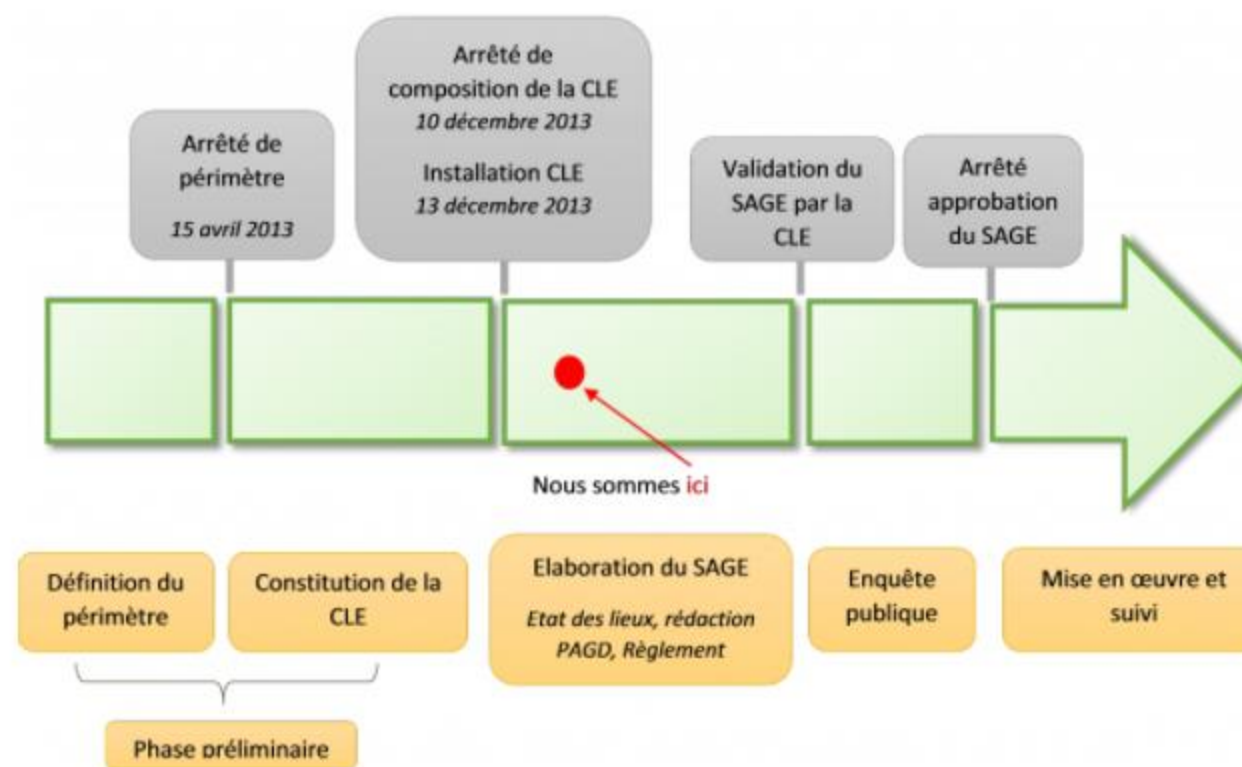 Arrêté de
périmètre
15 avril 2013
Arrêté de
composition de la CLE
10 décembre 2013
Installation CLE
13 décembre 2013
Validation du
SAGE par la
CLE
Arrêté
approbation
du SAGE
Nous sommes ici
Définition du
périmètre
Constitution de la
CLE
Elaboration du SAGE
Etat des lieux, rédaction
PAGD, Règlement
Enquête
publique
Mise en œuvre et
suivi
Phase préliminaire